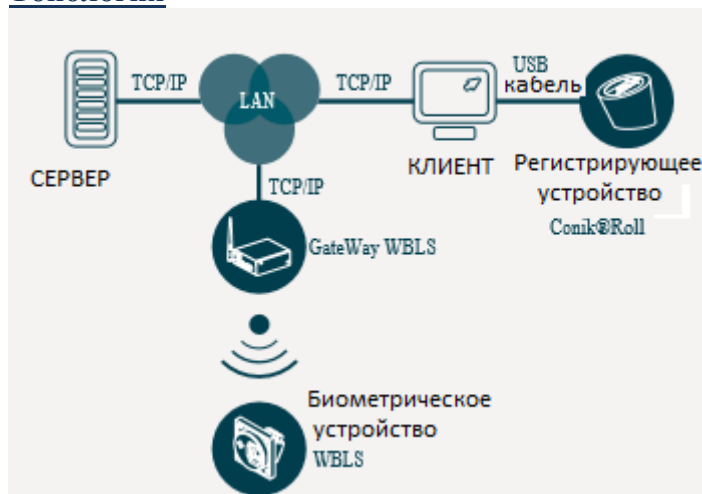 TCP/IP
LAN
TCP/IP
USB
кабель
СЕРВЕР
КЛИЕНТ
Регистрирующее
устройство
Conik®Roll
TCP/IP
GateWay WBLS
Биометрическое
устройство
WBLS